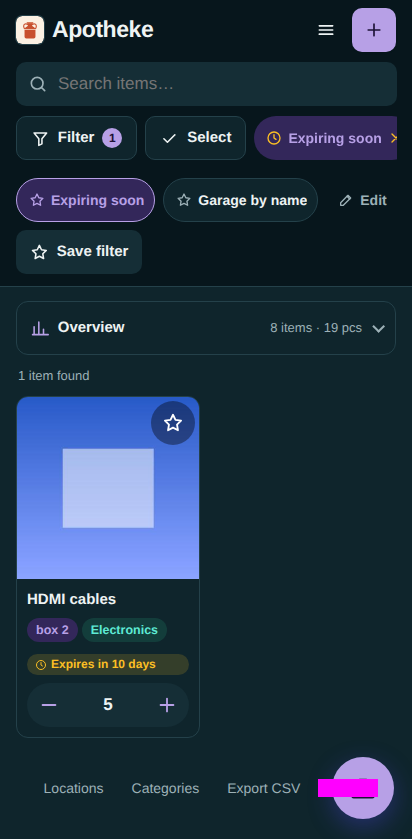 Apotheke
Search items…
Filter 1
Select
Expiring soon
Expiring soon
Garage by name
Edit
Save filter
Overview
8 items · 19 pcs
1 item found
HDMI cables
box 2
Electronics
Expires in 10 days
5
Locations
Categories
Export CSV